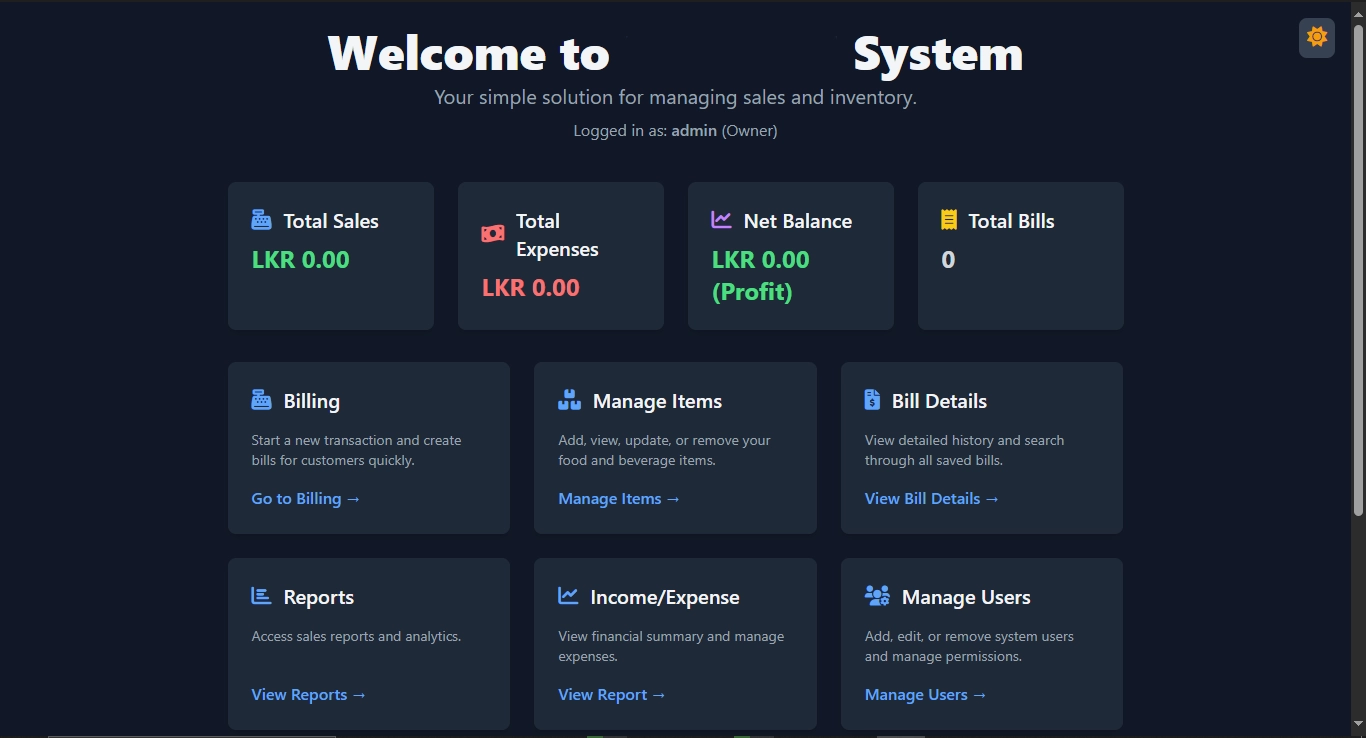 Welcome to System
Your simple solution for managing sales and inventory.
Logged in as: admin (Owner)
Total Sales
LKR 0.00
Total
Expenses
LKR 0.00
Net Balance
LKR 0.00
(Profit)
Total Bills
0
Billing
Start a new transaction and create
bills for customers quickly.
Go to Billing →
Manage Items
Add, view, update, or remove your
food and beverage items.
Manage Items →
Bill Details
View detailed history and search
through all saved bills.
View Bill Details →
Reports
Access sales reports and analytics.
View Reports →
Income/Expense
View financial summary and manage
expenses.
View Report →
Manage Users
Add, edit, or remove system users
and manage permissions.
Manage Users →